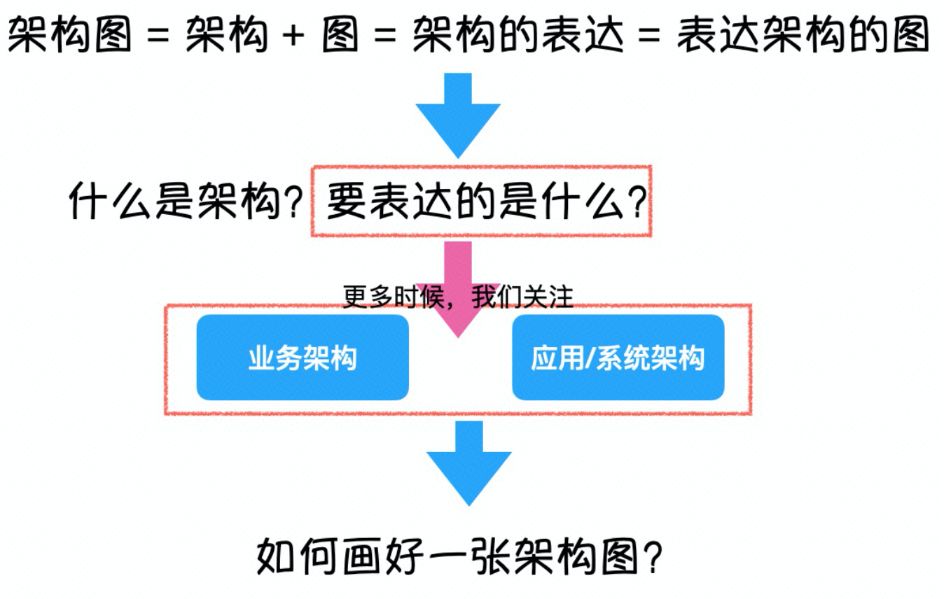 架构图 = 架构 + 图 = 架构的表达 = 表达架构的图
什么是架构? 要表达的是什么?
更多时候，我们关注
业务架构
应用/系统架构
如何画好一张架构图?